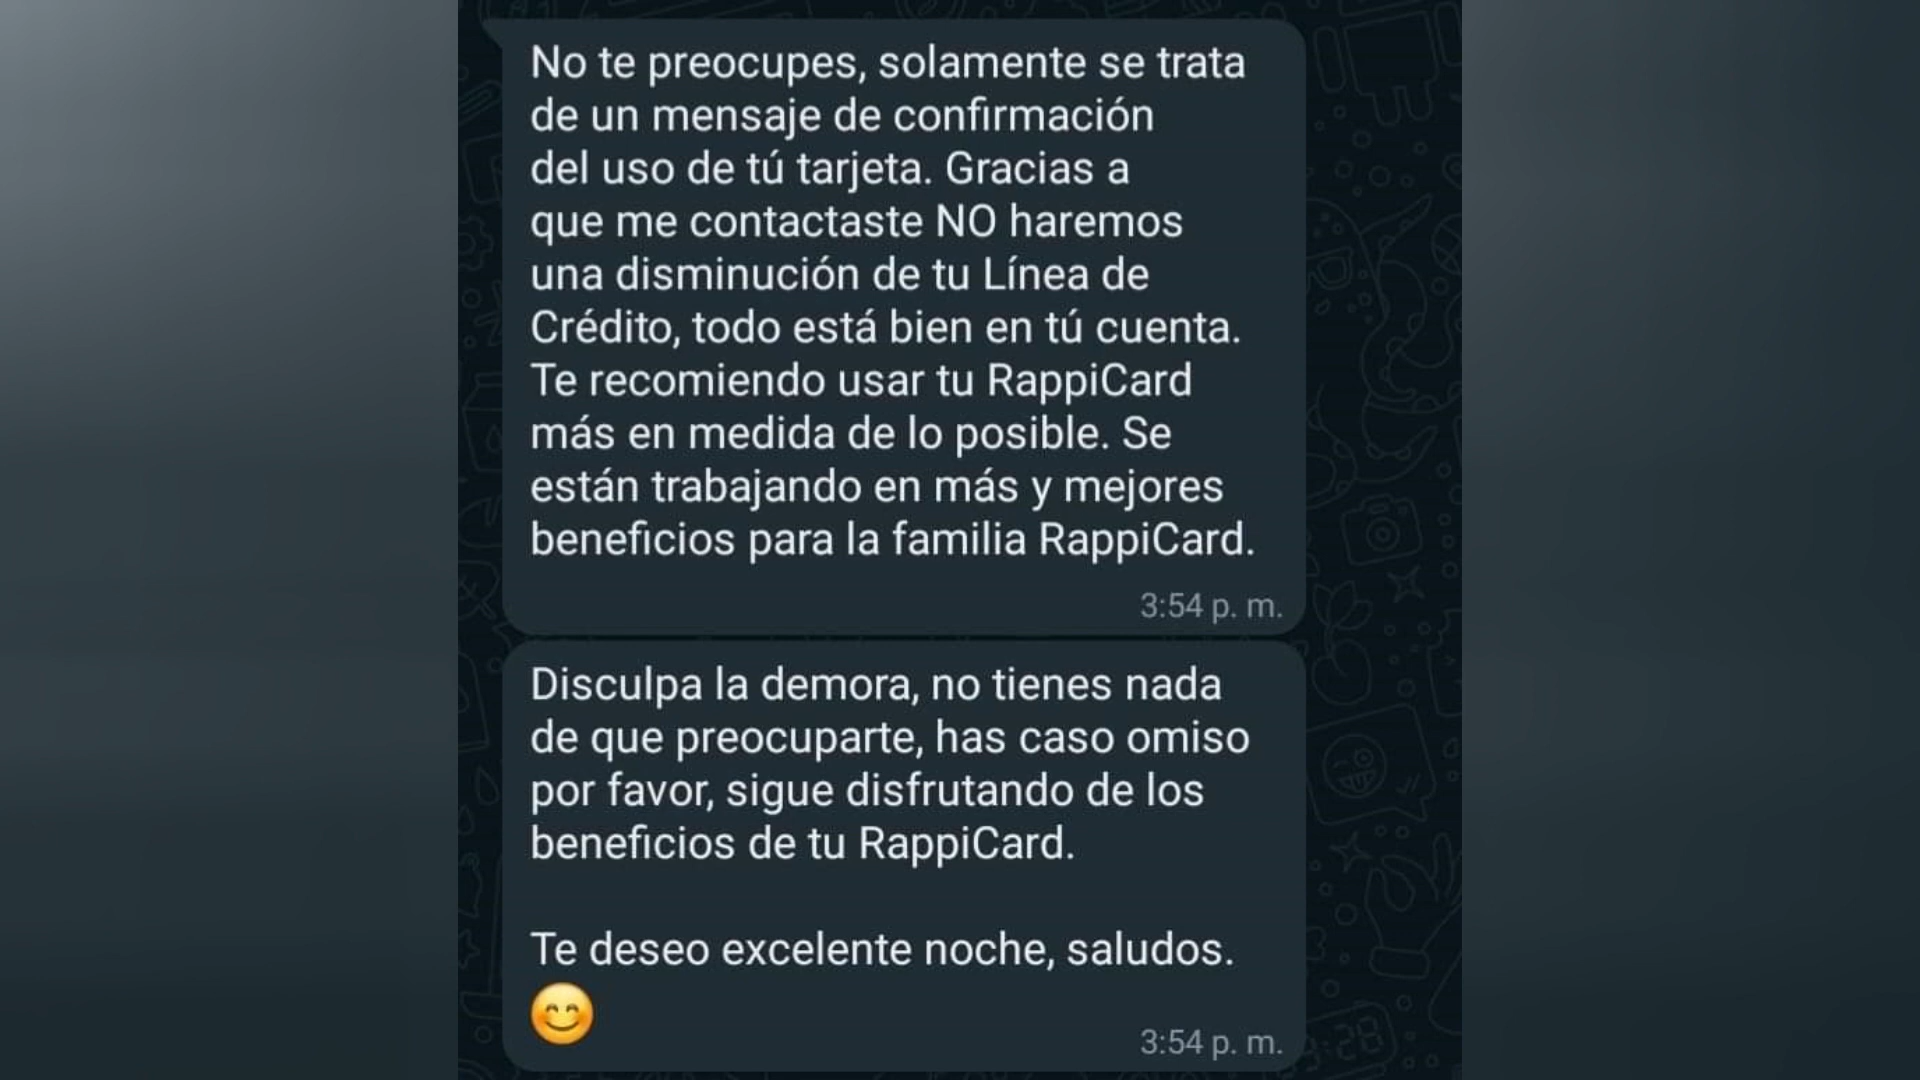 No te preocupes, solamente se trata
de un mensaje de confirmación
del uso de tú tarjeta. Gracias a
que me contactaste NO haremos
una disminución de tu Línea de
Crédito, todo está bien en tú cuenta.
Te recomiendo usar tu RappiCard
más en medida de lo posible. Se
están trabajando en más y mejores
beneficios para la familia RappiCard.
3:54 p. m.
Disculpa la demora, no tienes nada
de que preocuparte, has caso omiso
por favor, sigue disfrutando de los
beneficios de tu RappiCard.
Te deseo excelente noche, saludos.
😊
3:54 p. m.